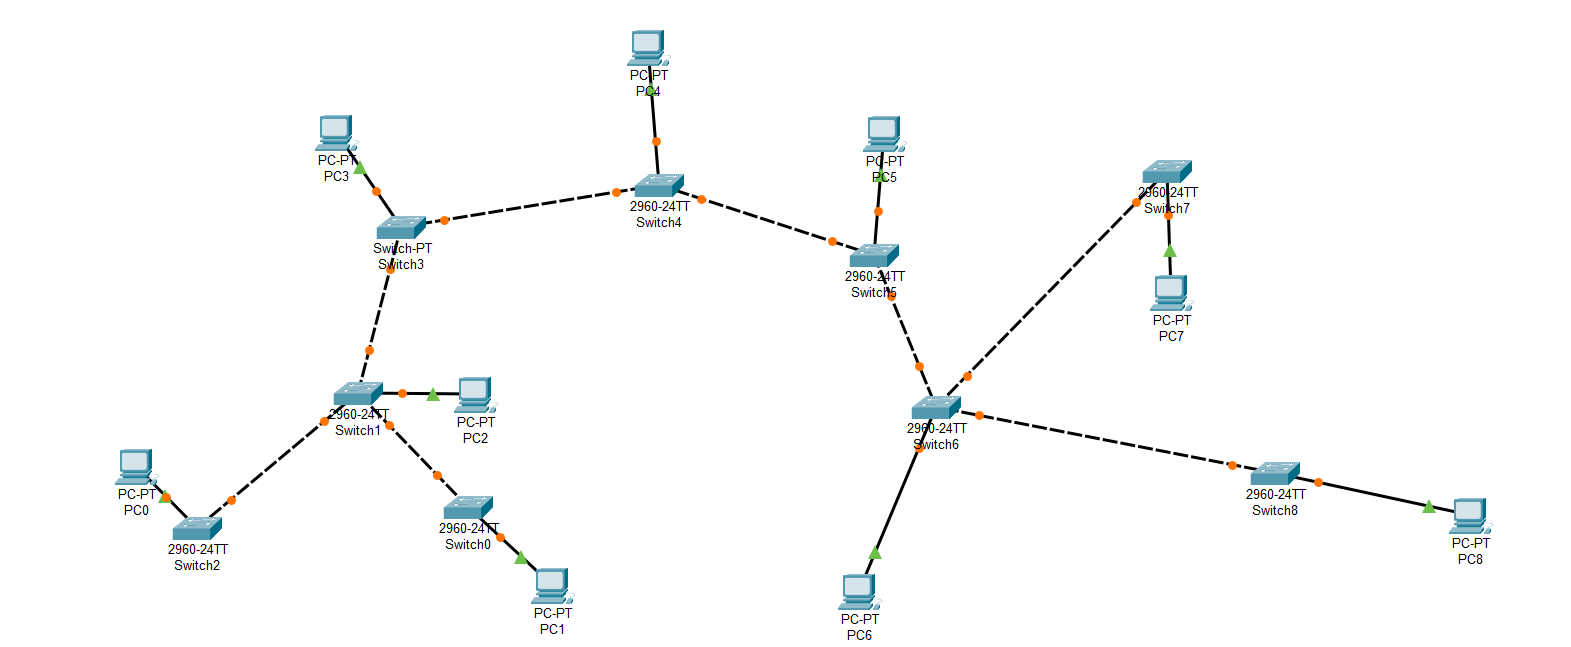 PC-PT
PC4
PC-PT
PC3
PC-PT
PC5
2960-24TT
Switch7
2960-24TT
Switch4
Switch-PT
Switch3
2960-24TT
Switch5
PC-PT
PC7
2960-24TT
Switch1
PC-PT
PC2
2960-24TT
Switch6
PC-PT
PC0
2960-24TT
Switch8
2960-24TT
Switch0
2960-24TT
Switch2
PC-PT
PC8
PC-PT
PC1
PC-PT
PC6